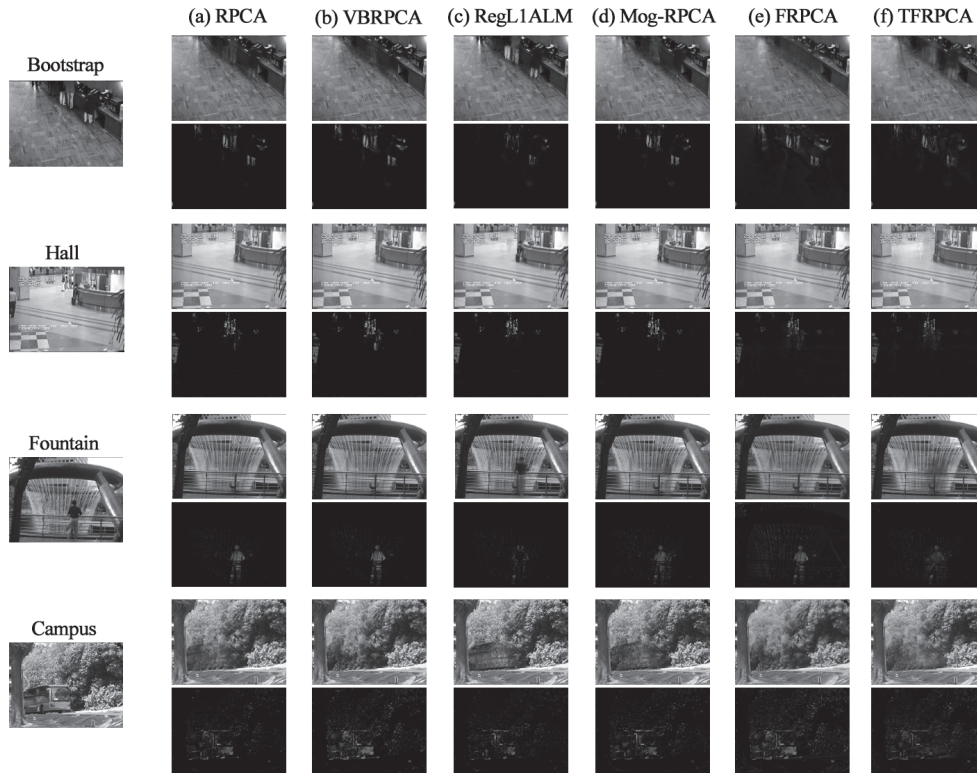 (a) RPCA (b) VBRPCA (c) RegL1ALM (d) Mog-RPCA (e) FRPCA (f) TFRPCA
Bootstrap
Hall
Fountain
Campus